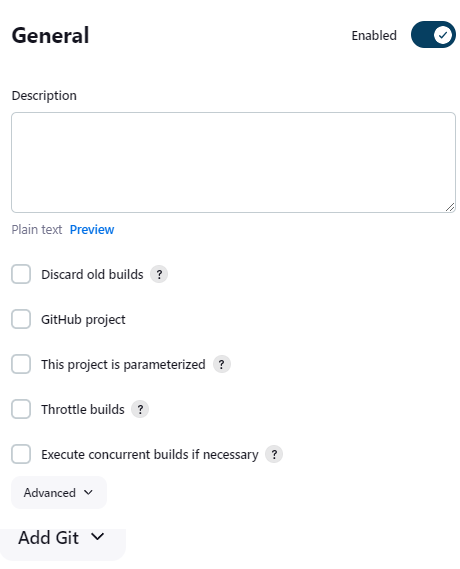 General
Enabled
Description
Plain text Preview
Discard old builds ?
GitHub project
This project is parameterized ?
Throttle builds ?
Execute concurrent builds if necessary ?
Advanced
Add Git